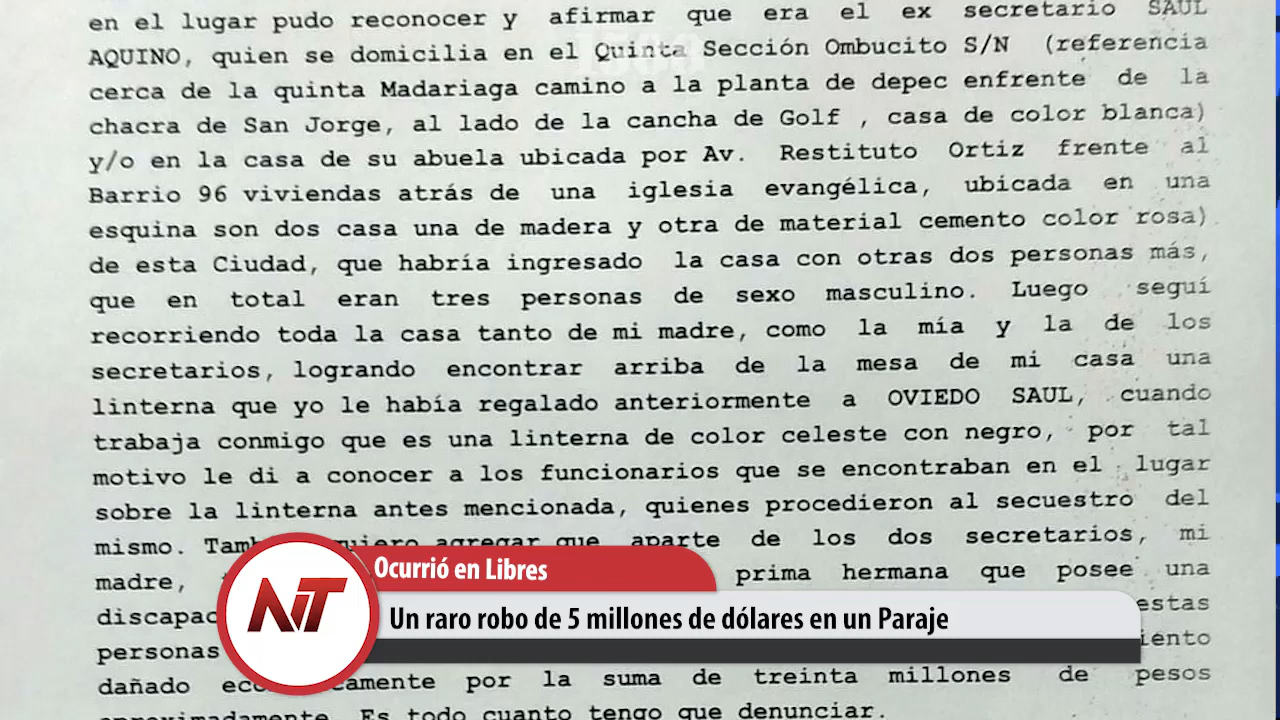 en el lugar pudo reconocer y afirmar que era el ex secretario SAUL
AQUINO, quien se domicilia en el Quinta Sección Ombucito S/N (referencia
cerca de la quinta Madariaga camino a la planta de depec enfrente de la
chacra de San Jorge, al lado de la cancha de Golf , casa de color blanca)
y/o en la casa de su abuela ubicada por Av. Restituto Ortiz frente al
Barrio 96 viviendas atrás de una iglesia evangélica, ubicada en una
esquina son dos casa una de madera y otra de material cemento color rosa)
de esta Ciudad, que habría ingresado la casa con otras dos personas más,
que en total eran tres personas de sexo masculino. Luego seguí
recorriendo toda la casa tanto de mi madre, como la mía y la de los
secretarios, logrando encontrar arriba de la mesa de mi casa una
linterna que yo le había regalado anteriormente a OVIEDO SAUL, cuando
trabaja conmigo que es una linterna de color celeste con negro, por tal
motivo le di a conocer a los funcionarios que se encontraban en el lugar
sobre la linterna antes mencionada, quienes procedieron al secuestro del
mismo. quiero agregar que aparte de los dos secretarios, mi
madre, prima hermana que posee una
estas
personas
dañado por la suma de treinta millones de pesos
aproximadamente. Es todo cuanto tengo que denunciar.
NiT
Ocurrió en Libres
Un raro robo de 5 millones de dólares en un Paraje